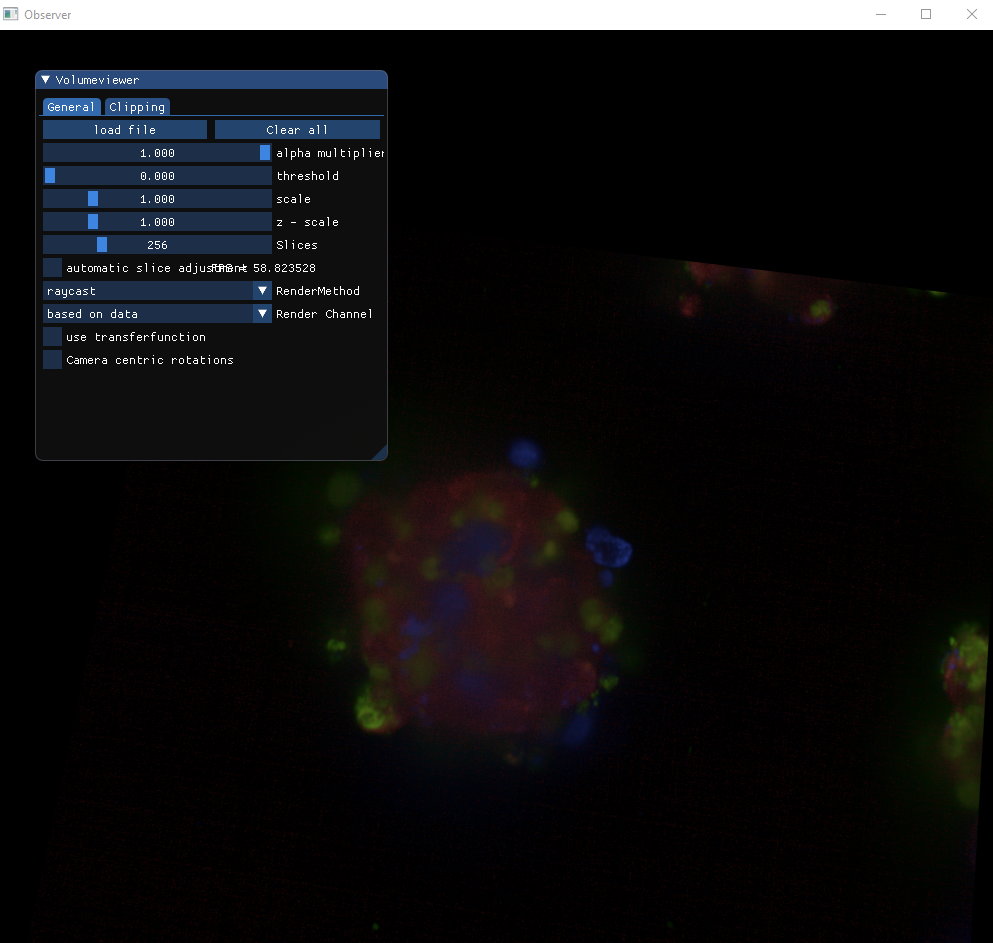 Observer
Volumeviewer
General Clipping
load file Clear all
1.000 alpha multiplier
0.000 threshold
1.000 scale
1.000 z - scale
256 Slices
automatic slice adjustment FPS = 58.823528
raycast RenderMethod
based on data Render Channel
use transferfunction
Camera centric rotations